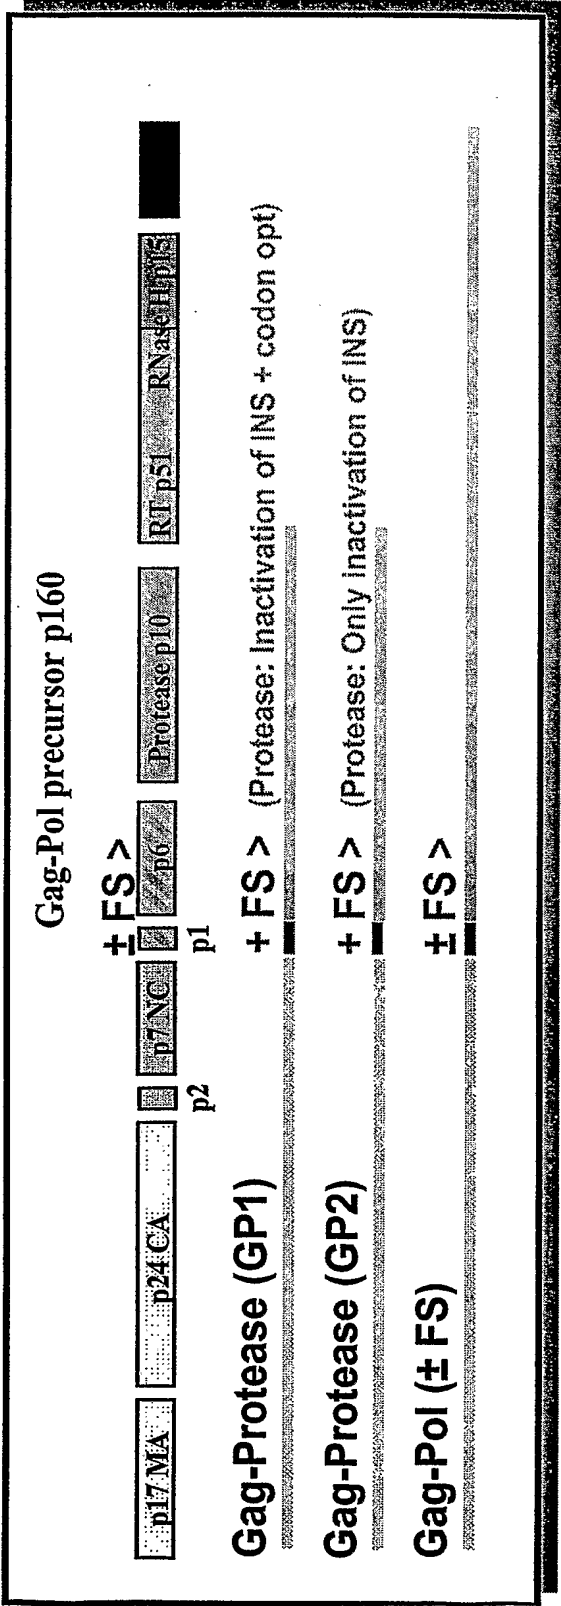 Gag-Pol precursor p160
± FS >
p17 MA p24 CA p7 NC p6 Protease p10 RT p51 RNase H p15
p2 p1
Gag-Protease (GP1) + FS > (Protease: Inactivation of INS + codon opt)
Gag-Protease (GP2) + FS > (Protease: Only Inactivation of INS)
Gag-Pol (± FS) ± FS >